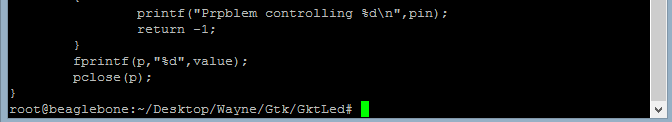 {
printf("Prpblem controlling %d\n",pin);
return -1;
}
fprintf(p,"%d",value);
pclose(p);
}
root@beaglebone:~/Desktop/Wayne/Gtk/GktLed#